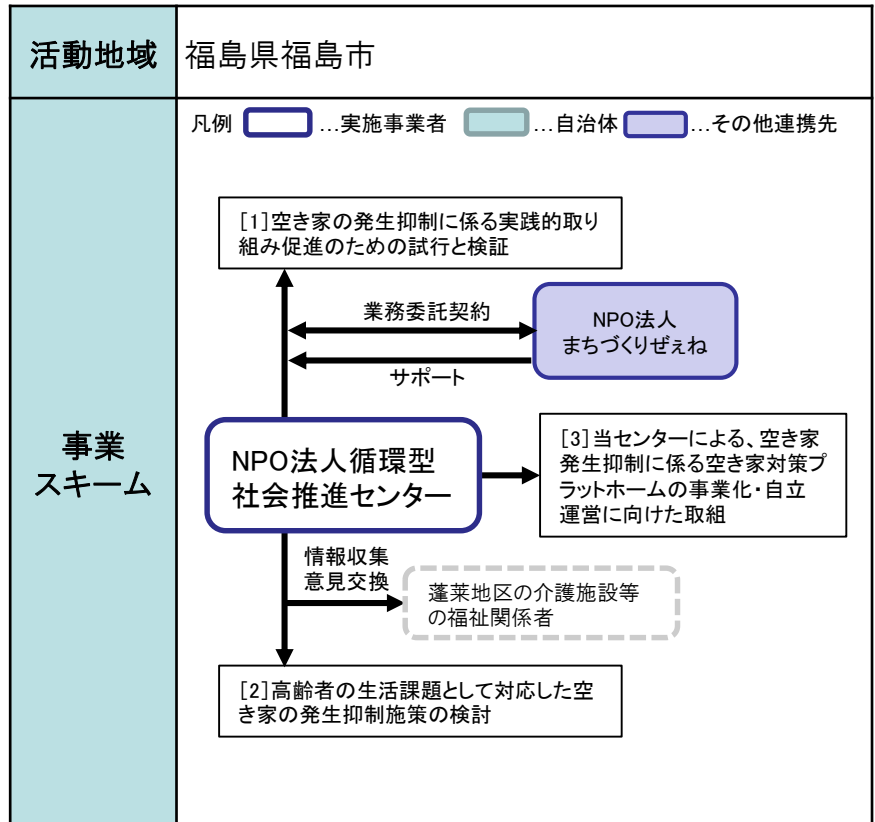 活動地域
福島県福島市
事業
スキーム
凡例 …実施事業者 …自治体 …その他連携先
[1]空き家の発生抑制に係る実践的取り
組み促進のための試行と検証
業務委託契約
サポート
NPO法人
まちづくりぜぇね
NPO法人循環型
社会推進センター
[3]当センターによる、空き家
発生抑制に係る空き家対策プ
ラットホームの事業化・自立
運営に向けた取組
情報収集
意見交換
蓬莱地区の介護施設等
の福祉関係者
[2]高齢者の生活課題として対応した空
き家の発生抑制施策の検討